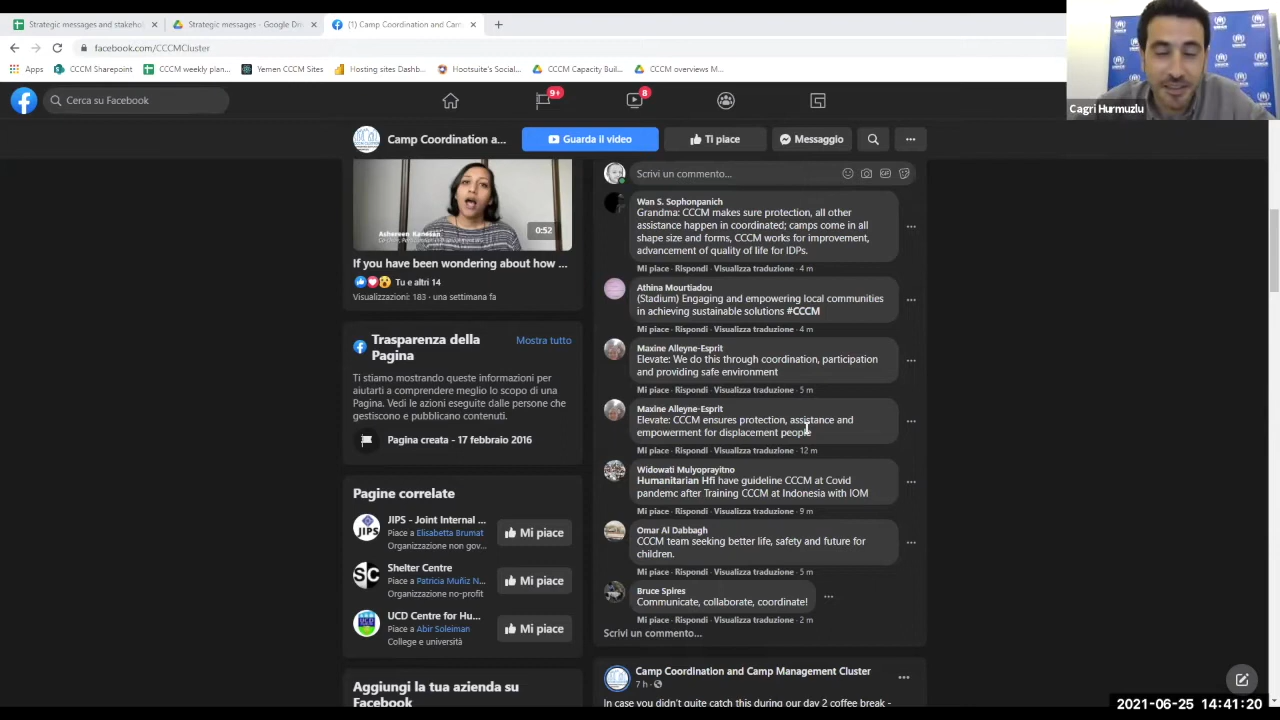 Strategic messages and stakeho
Strategic messages - Google Dri
(1) Camp Coordination and Cam
facebook.com/CCCMCluster
Apps
CCCM Sharepoint
CCCM weekly plan...
Yemen CCCM Sites
Hosting sites Dashb...
Hootsuite's Social...
CCCM Capacity Buil...
CCCM overviews M...
UNHCR
Cagri Hurmuzlu
Cerca su Facebook
9+
8
Camp Coordination a...
Guarda il video
Ti piace
Messaggio
Ashereen Kanesan
0:52
If you have been wondering about how ...
Tu e altri 14
Visualizzazioni: 183 · una settimana fa
Trasparenza della
Pagina
Mostra tutto
Ti stiamo mostrando queste informazioni per
aiutarti a comprendere meglio lo scopo di una
Pagina. Vedi le azioni eseguite dalle persone che
gestiscono e pubblicano contenuti.
Pagina creata - 17 febbraio 2016
Pagine correlate
JIPS - Joint Internal ...
Piace a Elisabetta Brumat
Organizzazione non gov...
Mi piace
SC
Shelter Centre
Piace a Patricia Muñiz N...
Organizzazione no-profit
Mi piace
UCD Centre for Hu...
Piace a Abir Soleiman
College e università
Mi piace
Aggiungi la tua azienda su
Facebook
Scrivi un commento...
Wan S. Sophonpanich
Grandma: CCCM makes sure protection, all other
assistance happen in coordinated; camps come in all
shape size and forms, CCCM works for improvement,
advancement of quality of life for IDPs.
Mi piace · Rispondi · Visualizza traduzione · 4 m
Athina Mourtiadou
(Stadium) Engaging and empowering local communities
in achieving sustainable solutions #CCCM
Mi piace · Rispondi · Visualizza traduzione · 4 m
Maxine Alleyne-Esprit
Elevate: We do this through coordination, participation
and providing safe environment
Mi piace · Rispondi · Visualizza traduzione · 5 m
Maxine Alleyne-Esprit
Elevate: CCCM ensures protection, assistance and
empowerment for displacement people
Mi piace · Rispondi · Visualizza traduzione · 12 m
Widowati Mulyoprayitno
Humanitarian Hfi have guideline CCCM at Covid
pandemc after Training CCCM at Indonesia with IOM
Mi piace · Rispondi · Visualizza traduzione · 9 m
Omar Al Dabbagh
CCCM team seeking better life, safety and future for
children.
Mi piace · Rispondi · Visualizza traduzione · 5 m
Bruce Spires
Communicate, collaborate, coordinate!
Mi piace · Rispondi · Visualizza traduzione · 2 m
Scrivi un commento...
Camp Coordination and Camp Management Cluster
7 h
In case you didn't quite catch this during our day 2 coffee break -
2021-06-25 14:41:20